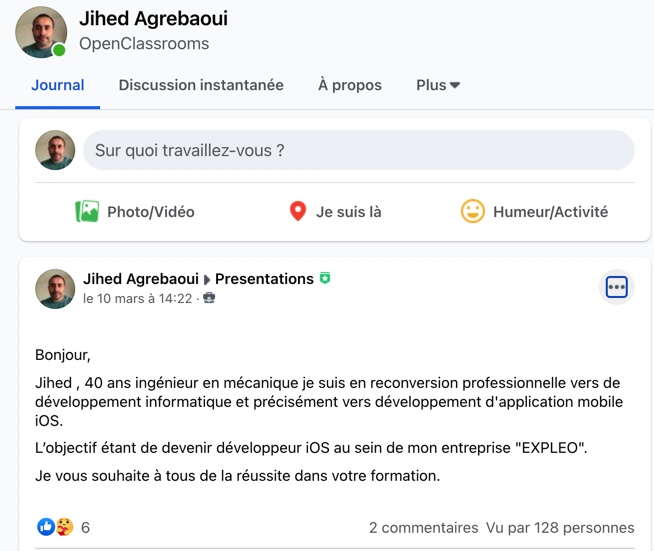 Jihed Agrebaoui
OpenClassrooms
Journal Discussion instantanée À propos Plus
Sur quoi travaillez-vous ?
Photo/Vidéo Je suis là Humeur/Activité
Jihed Agrebaoui Presentations
le 10 mars à 14:22 ·
Bonjour,
Jihed , 40 ans ingénieur en mécanique je suis en reconversion professionnelle vers de
développement informatique et précisément vers développement d'application mobile
iOS.
L'objectif étant de devenir développeur iOS au sein de mon entreprise "EXPLEO".
Je vous souhaite à tous de la réussite dans votre formation.
6 2 commentaires Vu par 128 personnes